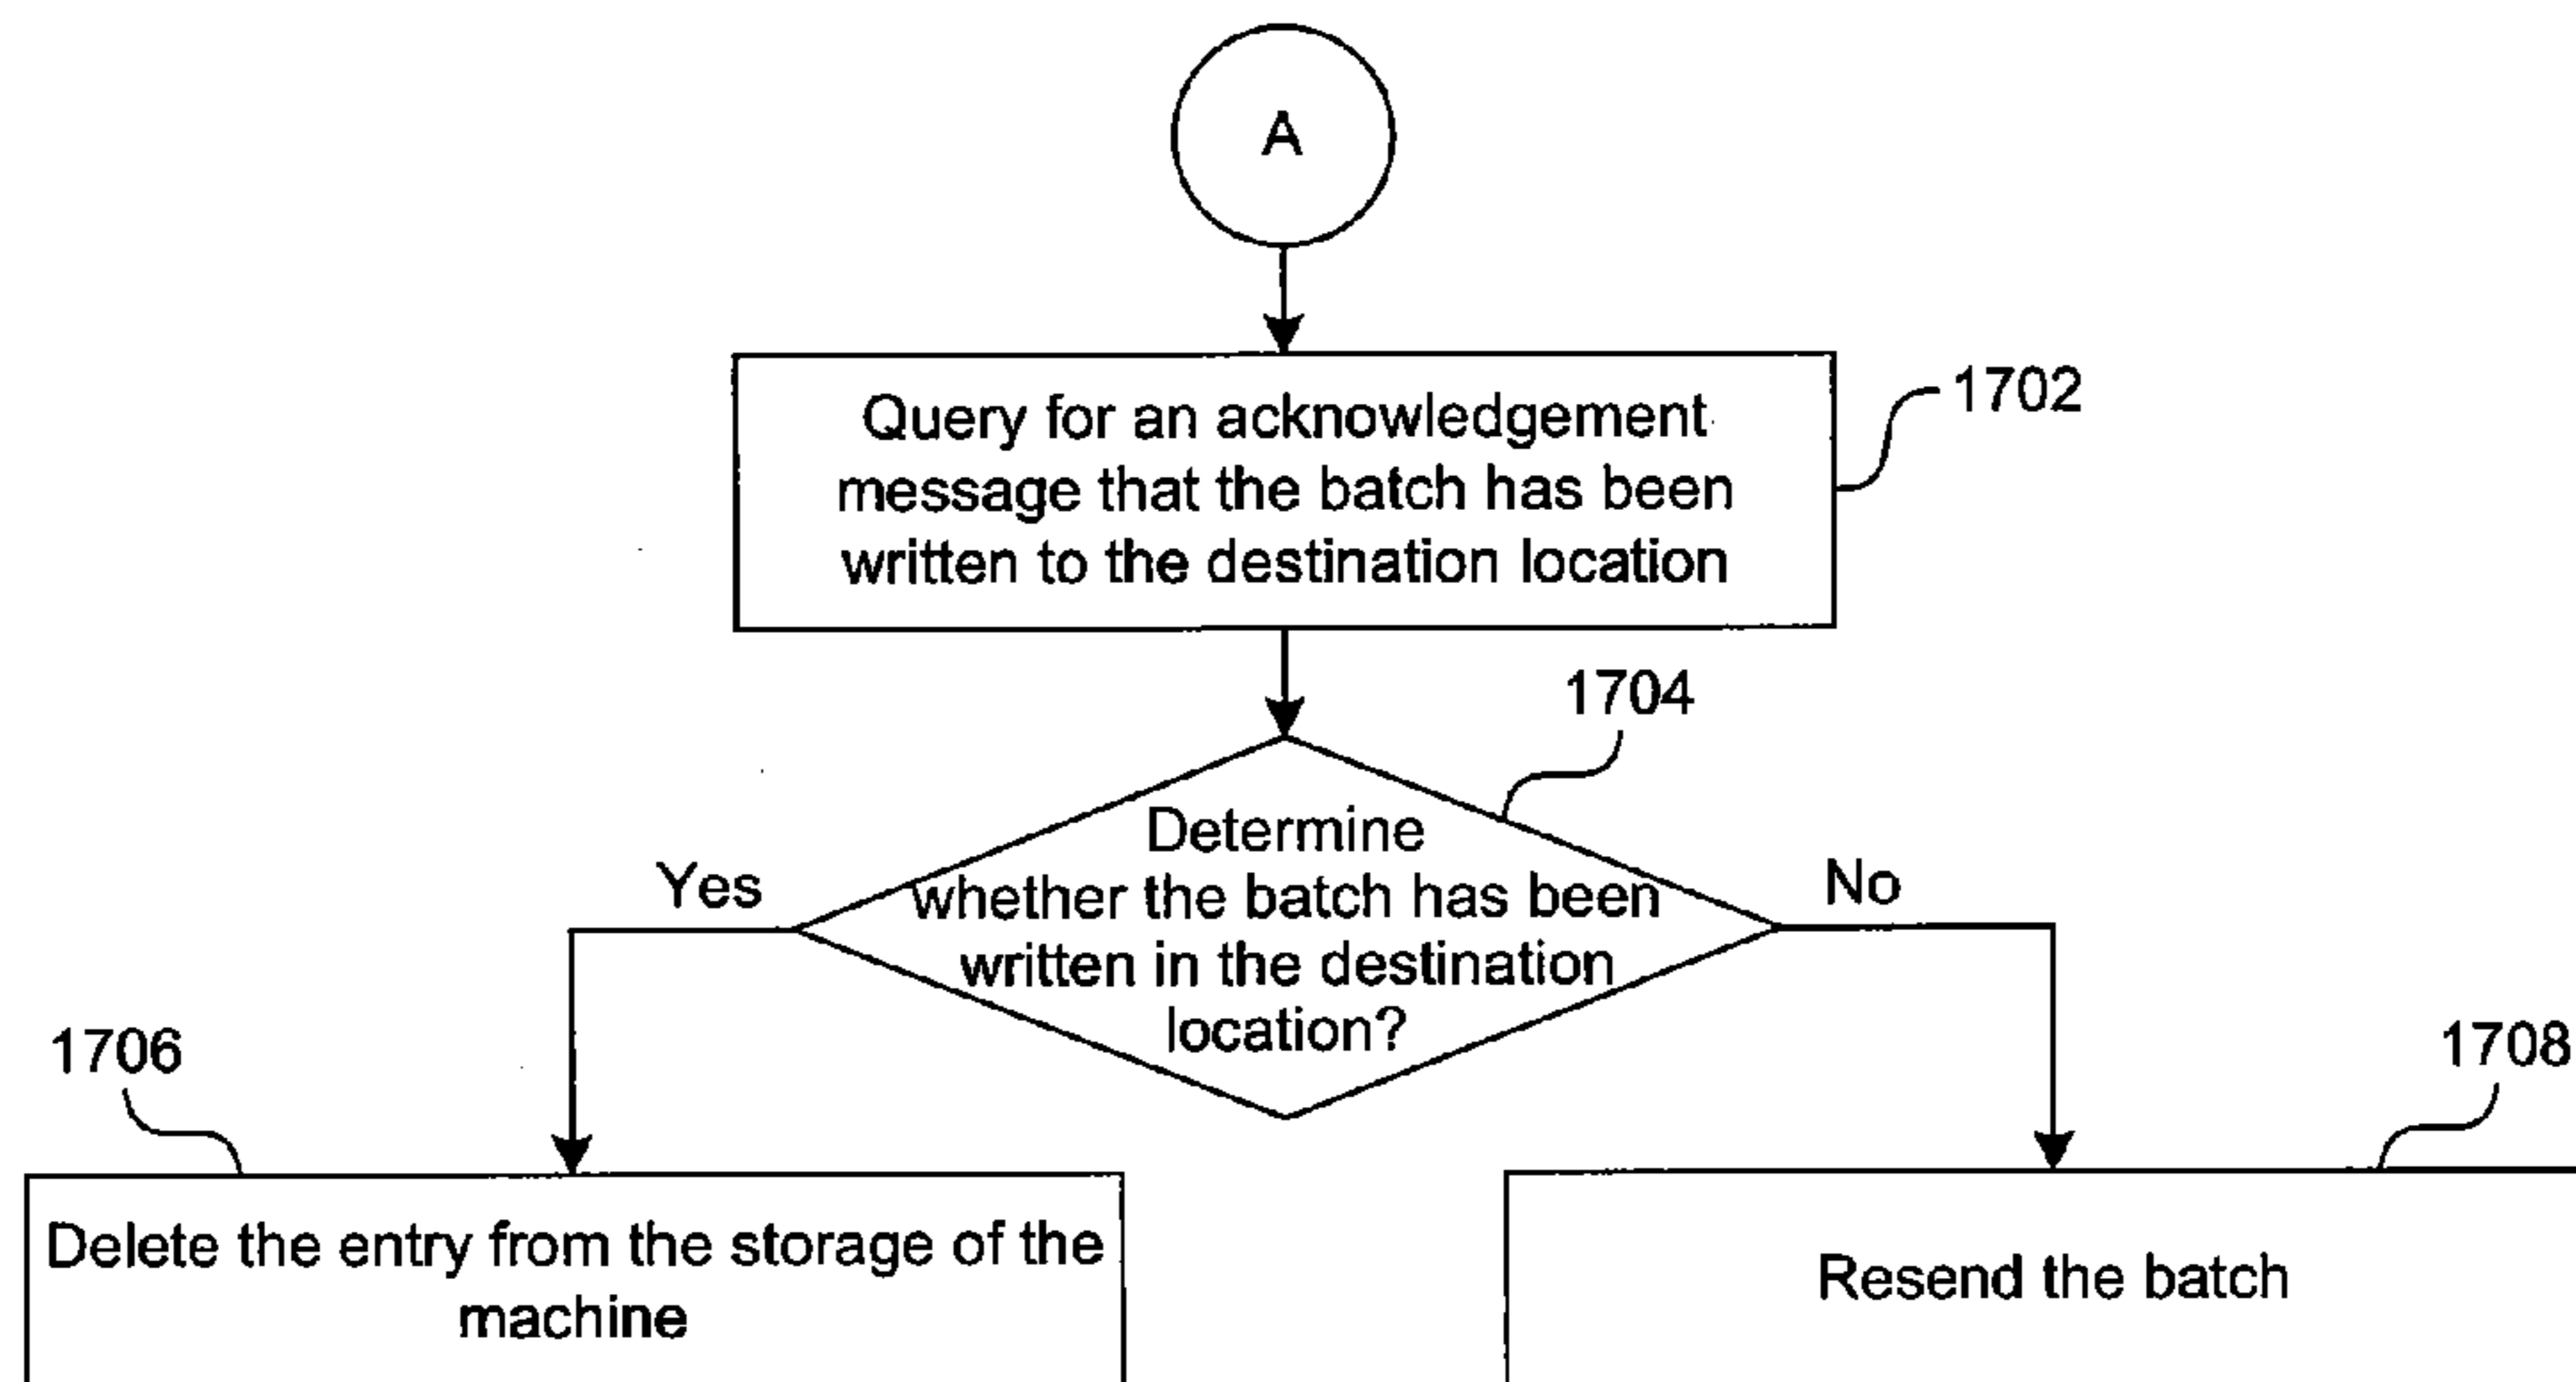 A
Query for an acknowledgement
message that the batch has been
written to the destination location
1702
1704
Determine
whether the batch has been
written in the destination
location?
Yes
No
1706
Delete the entry from the storage of the
machine
1708
Resend the batch